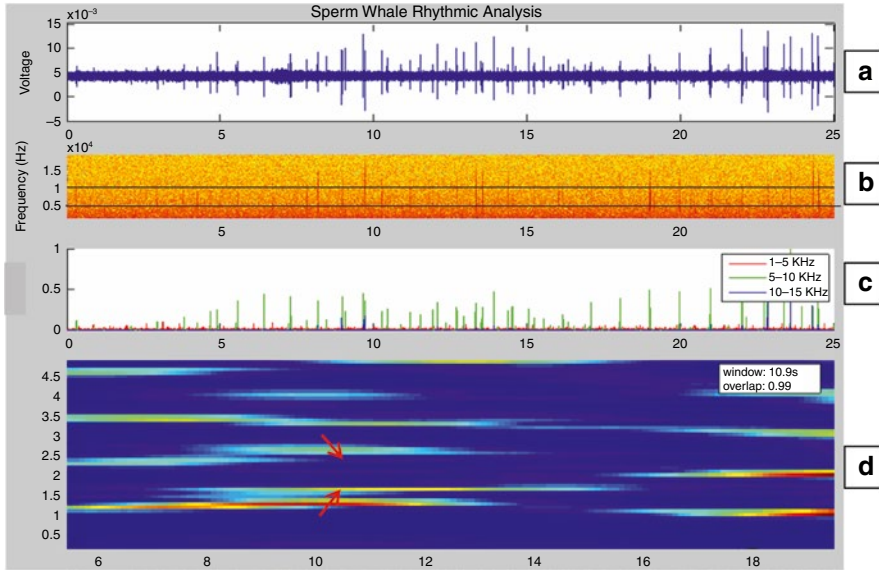 Sperm Whale Rhythmic Analysis
×10⁻³
15
10
5
0
−5
Voltage
0 5 10 15 20 25
a
×10⁴
1.5
1
0.5
Frequency (Hz)
5 10 15 20
b
1
0.5
0
1–5 KHz
5–10 KHz
10–15 KHz
0 5 10 15 20 25
c
window: 10.9s
overlap: 0.99
4.5
4
3.5
3
2.5
2
1.5
1
0.5
6 8 10 12 14 16 18
d